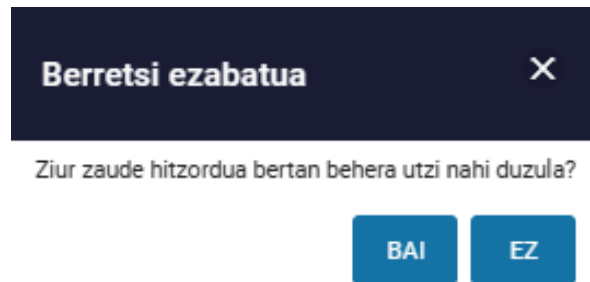 Berretsi ezabatua
Ziur zaude hitzordua bertan behera utzi nahi duzula?
BAI EZ